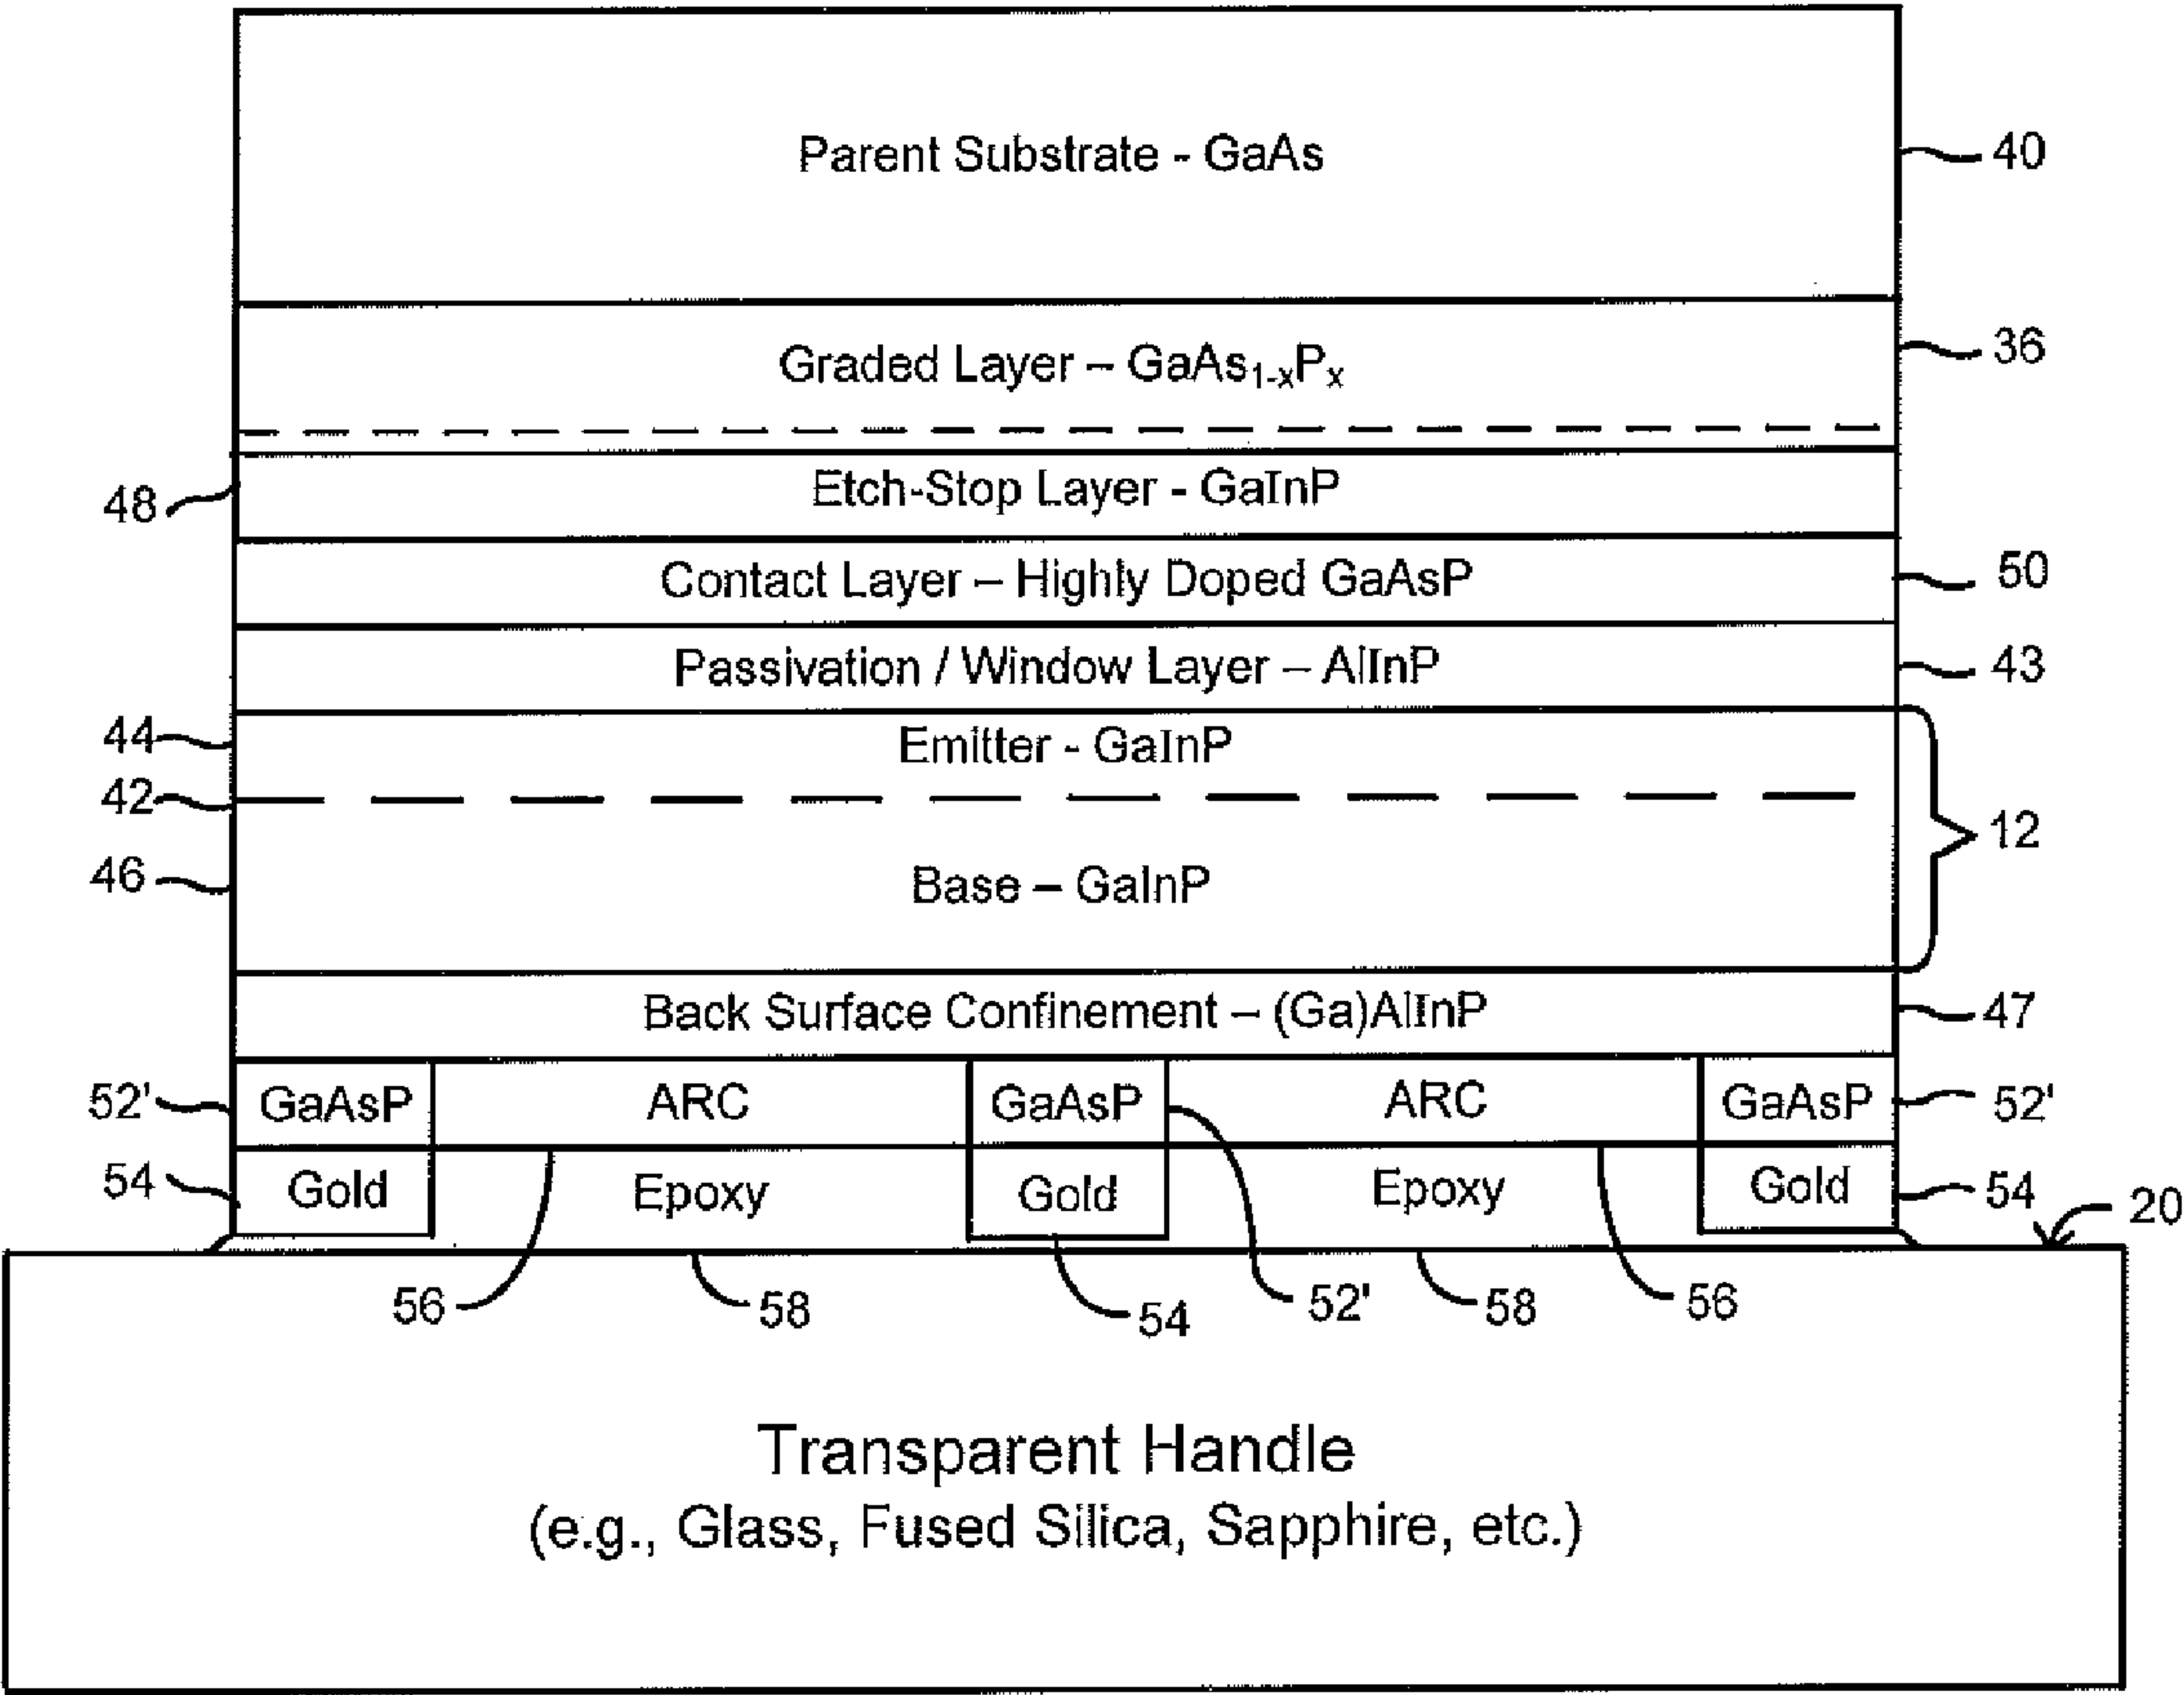 Parent Substrate - GaAs
40
Graded Layer – GaAs1-xPx
36
48
Etch-Stop Layer - GaInP
Contact Layer – Highly Doped GaAsP
50
Passivation / Window Layer – AlInP
43
44
Emitter - GaInP
42
12
46
Base – GaInP
Back Surface Confinement – (Ga)AlInP
47
52' GaAsP ARC GaAsP ARC GaAsP 52'
54 Gold Epoxy Gold Epoxy Gold 54
20
56 58 54 52' 58 56
Transparent Handle
(e.g., Glass, Fused Silica, Sapphire, etc.)